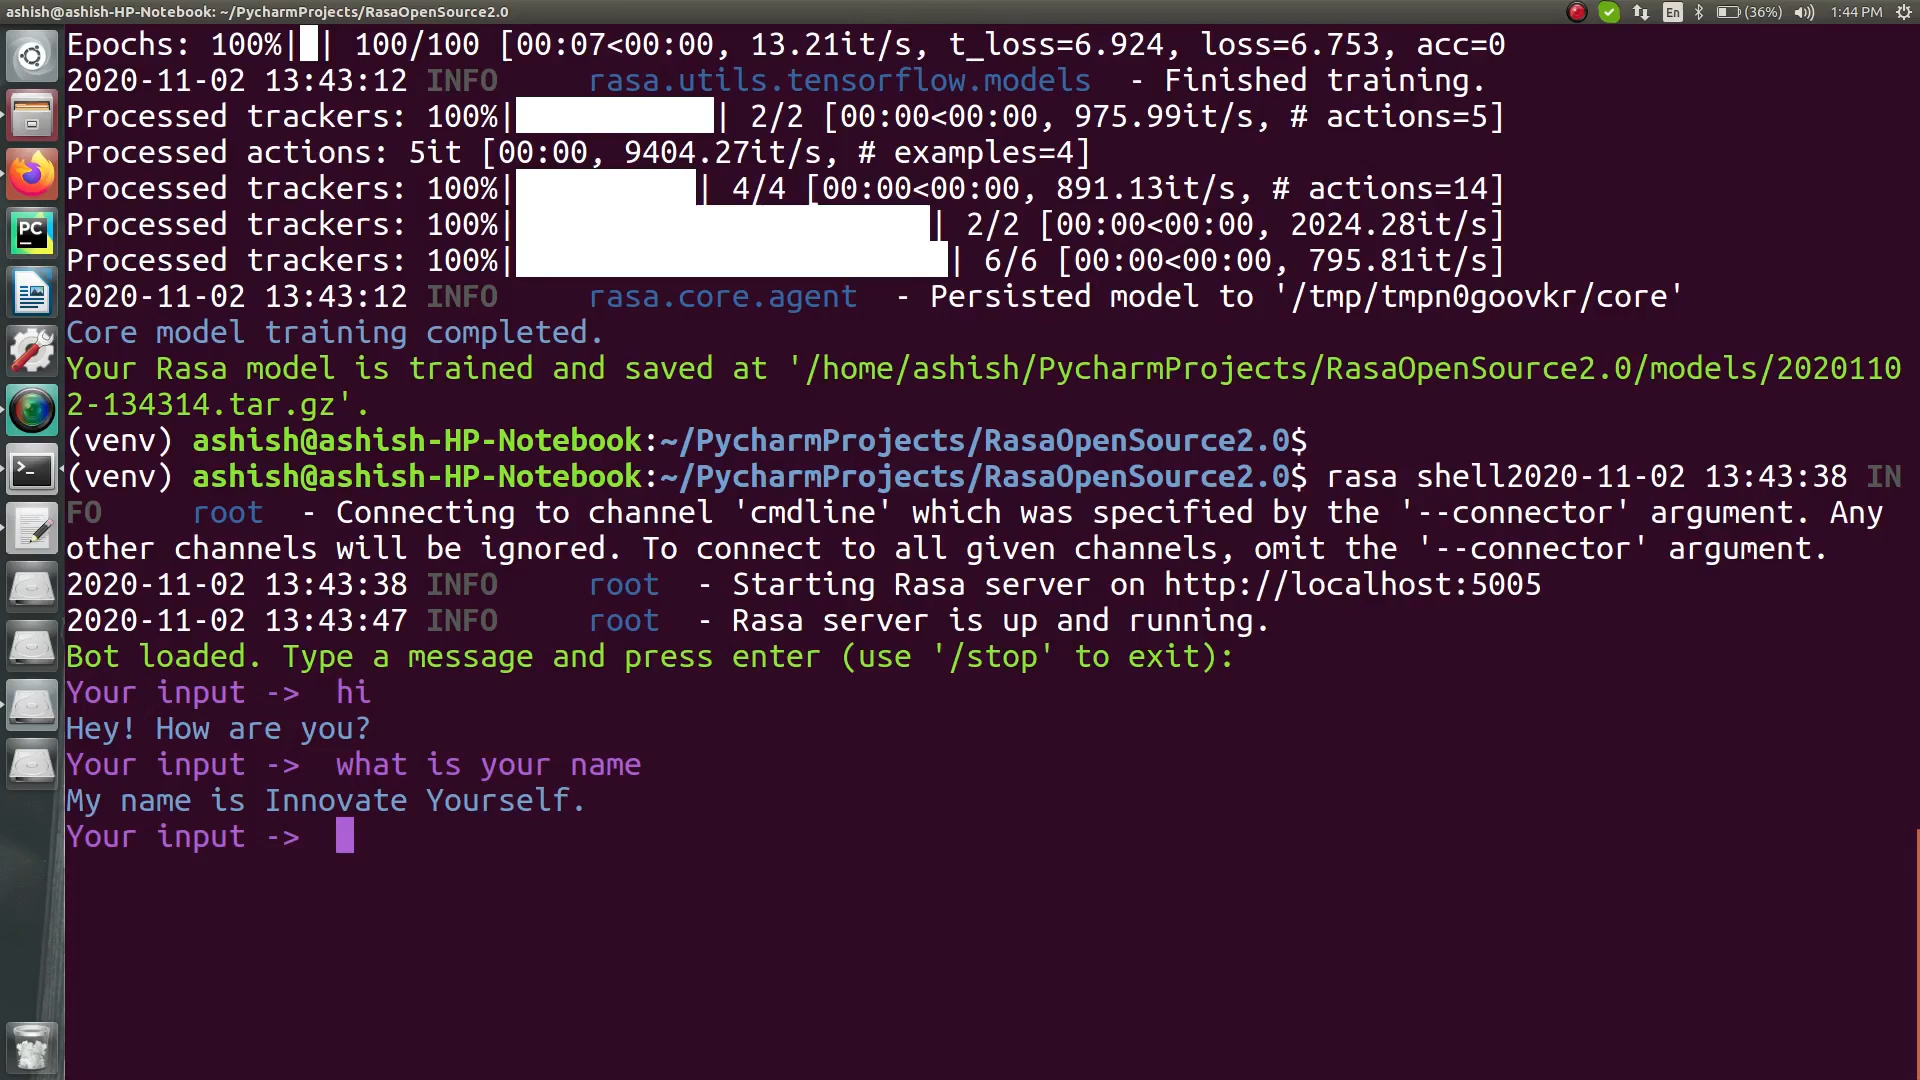 ashish@ashish-HP-Notebook: ~/PycharmProjects/RasaOpenSource2.0
En
(36%)
1:44 PM
Epochs: 100%| | 100/100 [00:07<00:00, 13.21it/s, t_loss=6.924, loss=6.753, acc=0
2020-11-02 13:43:12 INFO rasa.utils.tensorflow.models - Finished training.
Processed trackers: 100%| | 2/2 [00:00<00:00, 975.99it/s, # actions=5]
Processed actions: 5it [00:00, 9404.27it/s, # examples=4]
Processed trackers: 100%| | 4/4 [00:00<00:00, 891.13it/s, # actions=14]
Processed trackers: 100%| | 2/2 [00:00<00:00, 2024.28it/s]
Processed trackers: 100%| | 6/6 [00:00<00:00, 795.81it/s]
2020-11-02 13:43:12 INFO rasa.core.agent - Persisted model to '/tmp/tmpn0goovkr/core'
Core model training completed.
Your Rasa model is trained and saved at '/home/ashish/PycharmProjects/RasaOpenSource2.0/models/2020110
2-134314.tar.gz'.
(venv) ashish@ashish-HP-Notebook:~/PycharmProjects/RasaOpenSource2.0$
(venv) ashish@ashish-HP-Notebook:~/PycharmProjects/RasaOpenSource2.0$ rasa shell2020-11-02 13:43:38 IN
FO root - Connecting to channel 'cmdline' which was specified by the '--connector' argument. Any
other channels will be ignored. To connect to all given channels, omit the '--connector' argument.
2020-11-02 13:43:38 INFO root - Starting Rasa server on http://localhost:5005
2020-11-02 13:43:47 INFO root - Rasa server is up and running.
Bot loaded. Type a message and press enter (use '/stop' to exit):
Your input -> hi
Hey! How are you?
Your input -> what is your name
My name is Innovate Yourself.
Your input ->
PC